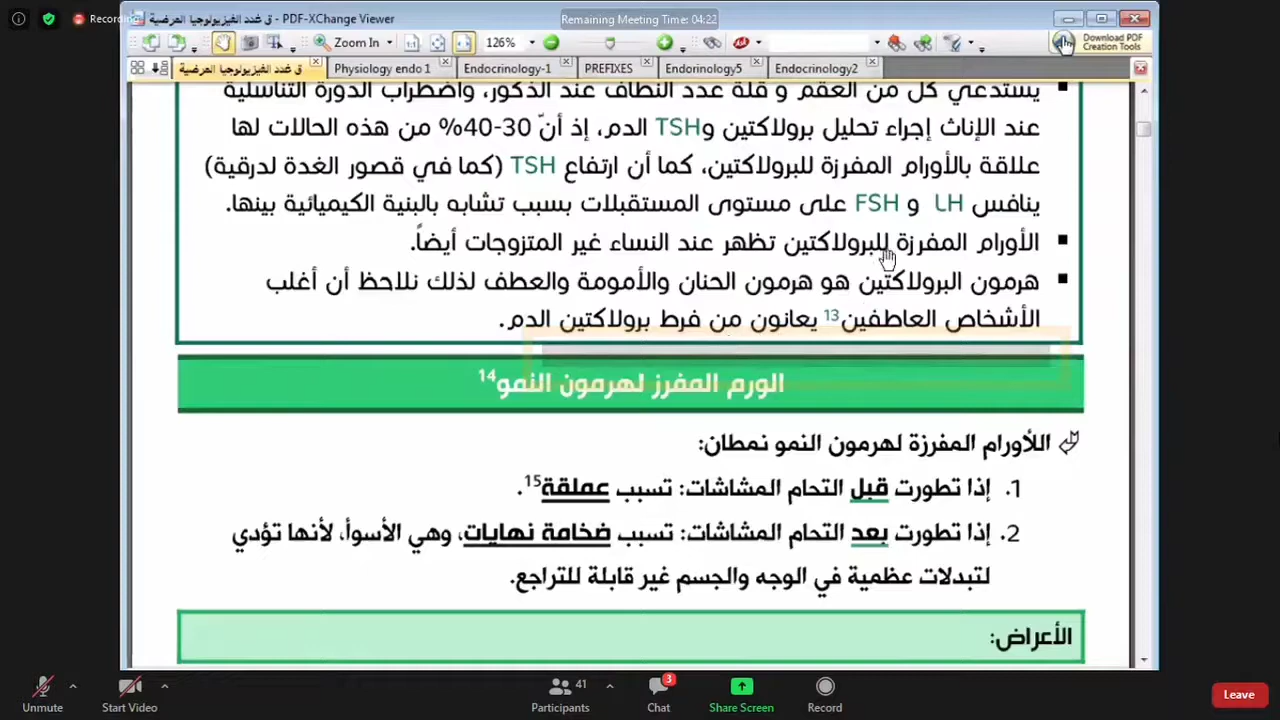 Recording
ق غدد الفيزيولوجيا المرضية - PDF-XChange Viewer
Remaining Meeting Time: 04:22
Zoom In
126%
Download PDF
Creation Tools
ق غدد الفيزيولوجيا المرضية
Physiology endo 1
Endocrinology-1
PREFIXES
Endorinology5
Endocrinology2
يستدعي كل من العقم و قلة عدد النطاف عند الذكور، واضطراب الدورة التناسلية
عند الإناث إجراء تحليل برولاكتين وTSH الدم، إذ أنّ 30-40% من هذه الحالات لها
علاقة بالأورام المفرزة للبرولاكتين، كما أن ارتفاع TSH (كما في قصور الغدة لدرقية)
ينافس LH و FSH على مستوى المستقبلات بسبب تشابه بالبنية الكيميائية بينها.
الأورام المفرزة للبرولاكتين تظهر عند النساء غير المتزوجات أيضاً.
هرمون البرولاكتين هو هرمون الحنان والأمومة والعطف لذلك نلاحظ أن أغلب
الأشخاص العاطفين13 يعانون من فرط برولاكتين الدم.
الورم المفرز لهرمون النمو14
اللأورام المفرزة لهرمون النمو نمطان:
1. إذا تطورت قبل التحام المشاشات: تسبب عملقة15.
2. إذا تطورت بعد التحام المشاشات: تسبب ضخامة نهايات، وهي الأسوأ، لأنها تؤدي
لتبدلات عظمية في الوجه والجسم غير قابلة للتراجع.
الأعراض:
Unmute
Start Video
41
Participants
3
Chat
Share Screen
Record
Leave